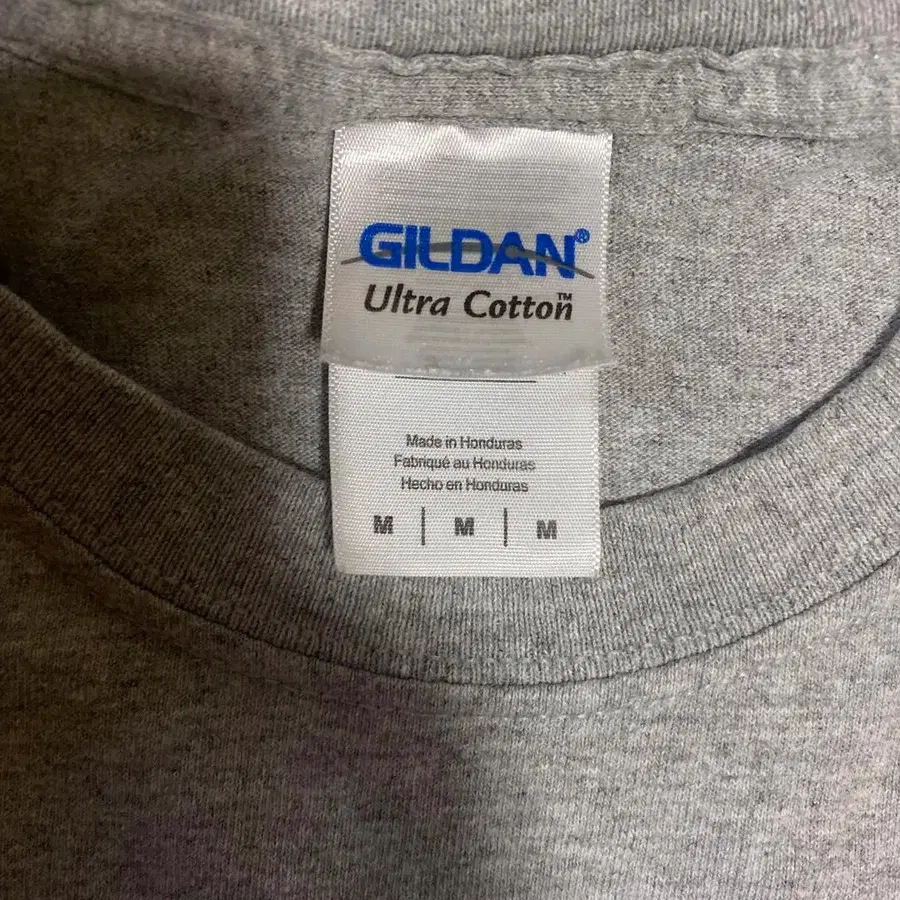 GILDAN®
Ultra Cotton™
Made in Honduras
Fabriqué au Honduras
Hecho en Honduras
M | M | M